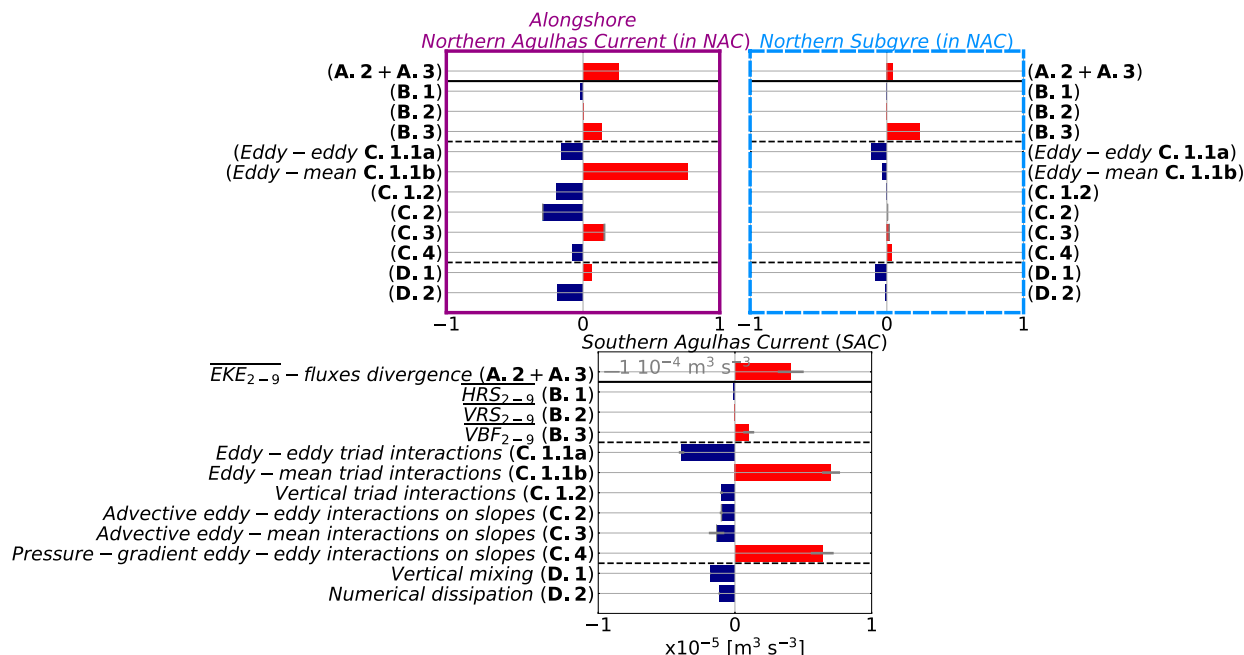 Alongshore
Northern Agulhas Current (in NAC) Northern Subgyre (in NAC)
(A.2 + A.3) (A.2 + A.3)
(B.1) (B.1)
(B.2) (B.2)
(B.3) (B.3)
(Eddy − eddy C.1.1a) (Eddy − eddy C.1.1a)
(Eddy − mean C.1.1b) (Eddy − mean C.1.1b)
(C.1.2) (C.1.2)
(C.2) (C.2)
(C.3) (C.3)
(C.4) (C.4)
(D.1) (D.1)
(D.2) (D.2)
−1 0 1 −1 0 1
Southern Agulhas Current (SAC)
−1 10⁻⁴ m³ s⁻³
EKE₂₋₉ − fluxes divergence (A.2 + A.3)
HRS₂₋₉ (B.1)
VRS₂₋₉ (B.2)
VBF₂₋₉ (B.3)
Eddy − eddy triad interactions (C.1.1a)
Eddy − mean triad interactions (C.1.1b)
Vertical triad interactions (C.1.2)
Advective eddy − eddy interactions on slopes (C.2)
Advective eddy − mean interactions on slopes (C.3)
Pressure − gradient eddy − eddy interactions on slopes (C.4)
Vertical mixing (D.1)
Numerical dissipation (D.2)
−1 0 1
x10⁻⁵ [m³ s⁻³]